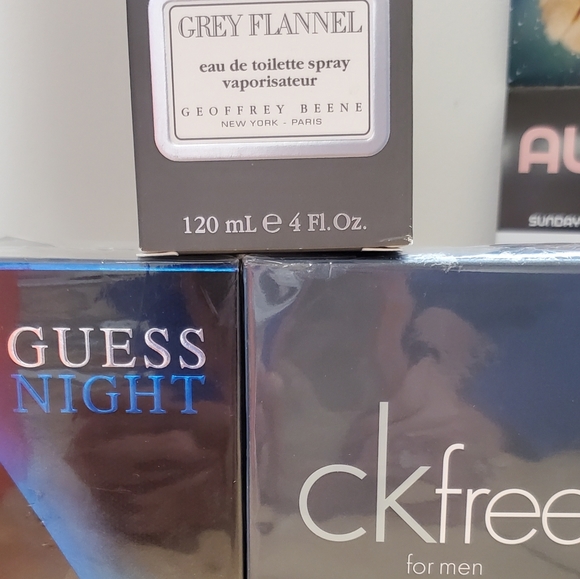 GREY FLANNEL
eau de toilette spray
vaporisateur
GEOFFREY BEENE
NEW YORK - PARIS
120 mL e 4 Fl.Oz.
SUNDAY
GUESS
NIGHT
ckfree
for men